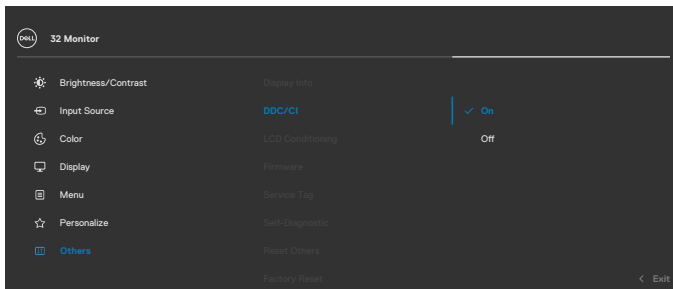 DELL
32 Monitor
Brightness/Contrast
Display Info
Input Source
DDC/CI
On
Color
LCD Conditioning
Off
Display
Firmware
Menu
Service Tag
Personalize
Self-Diagnostic
Others
Reset Others
Factory Reset
< Exit